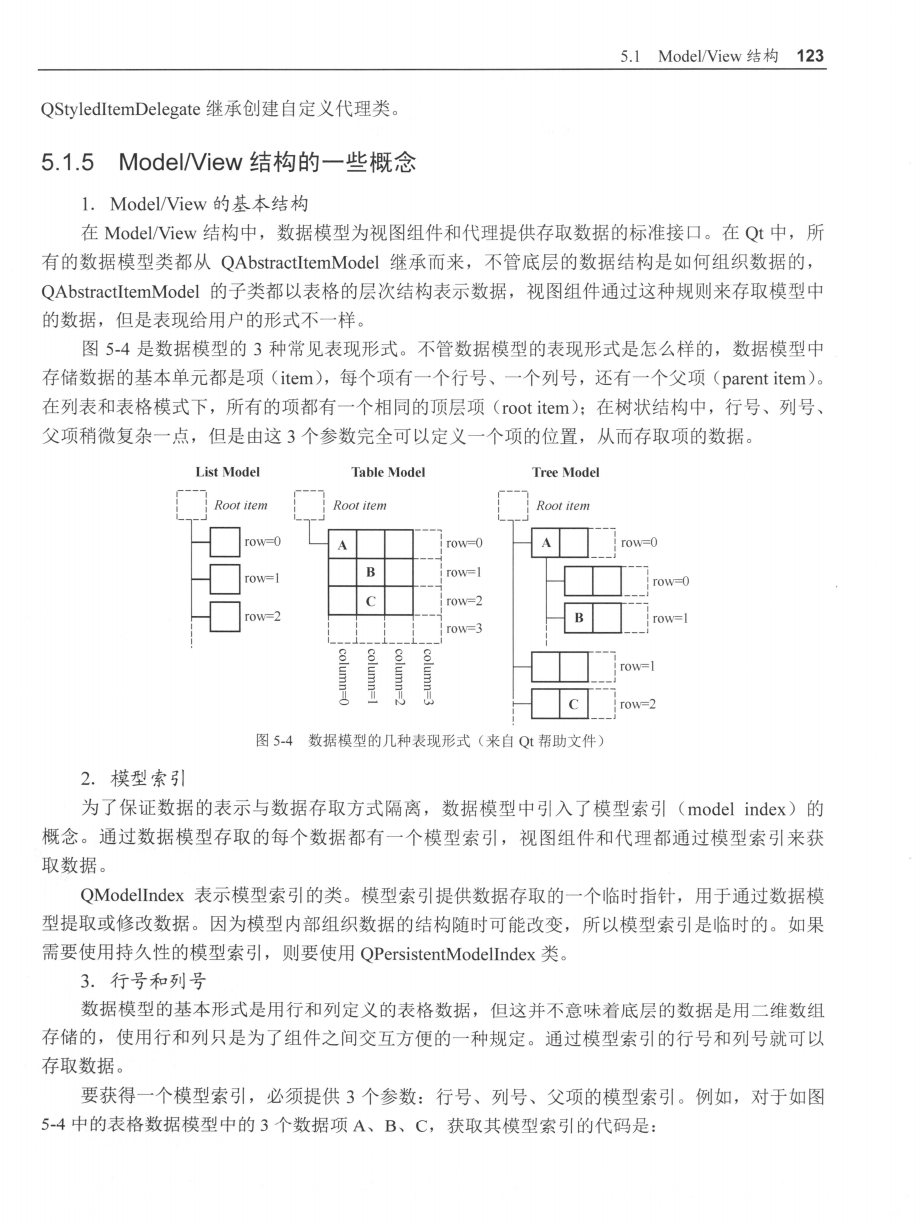 5.1 Model/View 结构 123
QStyledItemDelegate 继承创建自定义代理类。
5.1.5 Model/View 结构的一些概念
1．Model/View 的基本结构
在 Model/View 结构中，数据模型为视图组件和代理提供存取数据的标准接口。在 Qt 中，所
有的数据模型类都从 QAbstractItemModel 继承而来，不管底层的数据结构是如何组织数据的，
QAbstractItemModel 的子类都以表格的层次结构表示数据，视图组件通过这种规则来存取模型中
的数据，但是表现给用户的形式不一样。
图 5-4 是数据模型的 3 种常见表现形式。不管数据模型的表现形式是怎么样的，数据模型中
存储数据的基本单元都是项（item），每个项有一个行号、一个列号，还有一个父项（parent item）。
在列表和表格模式下，所有的项都有一个相同的顶层项（root item）；在树状结构中，行号、列号、
父项稍微复杂一点，但是由这 3 个参数完全可以定义一个项的位置，从而存取项的数据。
List Model
Root item
row=0
row=1
row=2
Table Model
Root item
A
row=0
B
row=1
C
row=2
row=3
column=0
column=1
column=2
column=3
Tree Model
Root item
A
row=0
row=0
B
row=1
row=1
C
row=2
图 5-4 数据模型的几种表现形式（来自 Qt 帮助文件）
2．模型索引
为了保证数据的表示与数据存取方式隔离，数据模型中引入了模型索引（model index）的
概念。通过数据模型存取的每个数据都有一个模型索引，视图组件和代理都通过模型索引来获
取数据。
QModelIndex 表示模型索引的类。模型索引提供数据存取的一个临时指针，用于通过数据模
型提取或修改数据。因为模型内部组织数据的结构随时可能改变，所以模型索引是临时的。如果
需要使用持久性的模型索引，则要使用 QPersistentModelIndex 类。
3．行号和列号
数据模型的基本形式是用行和列定义的表格数据，但这并不意味着底层的数据是用二维数组
存储的，使用行和列只是为了组件之间交互方便的一种规定。通过模型索引的行号和列号就可以
存取数据。
要获得一个模型索引，必须提供 3 个参数：行号、列号、父项的模型索引。例如，对于如图
5-4 中的表格数据模型中的 3 个数据项 A、B、C，获取其模型索引的代码是：